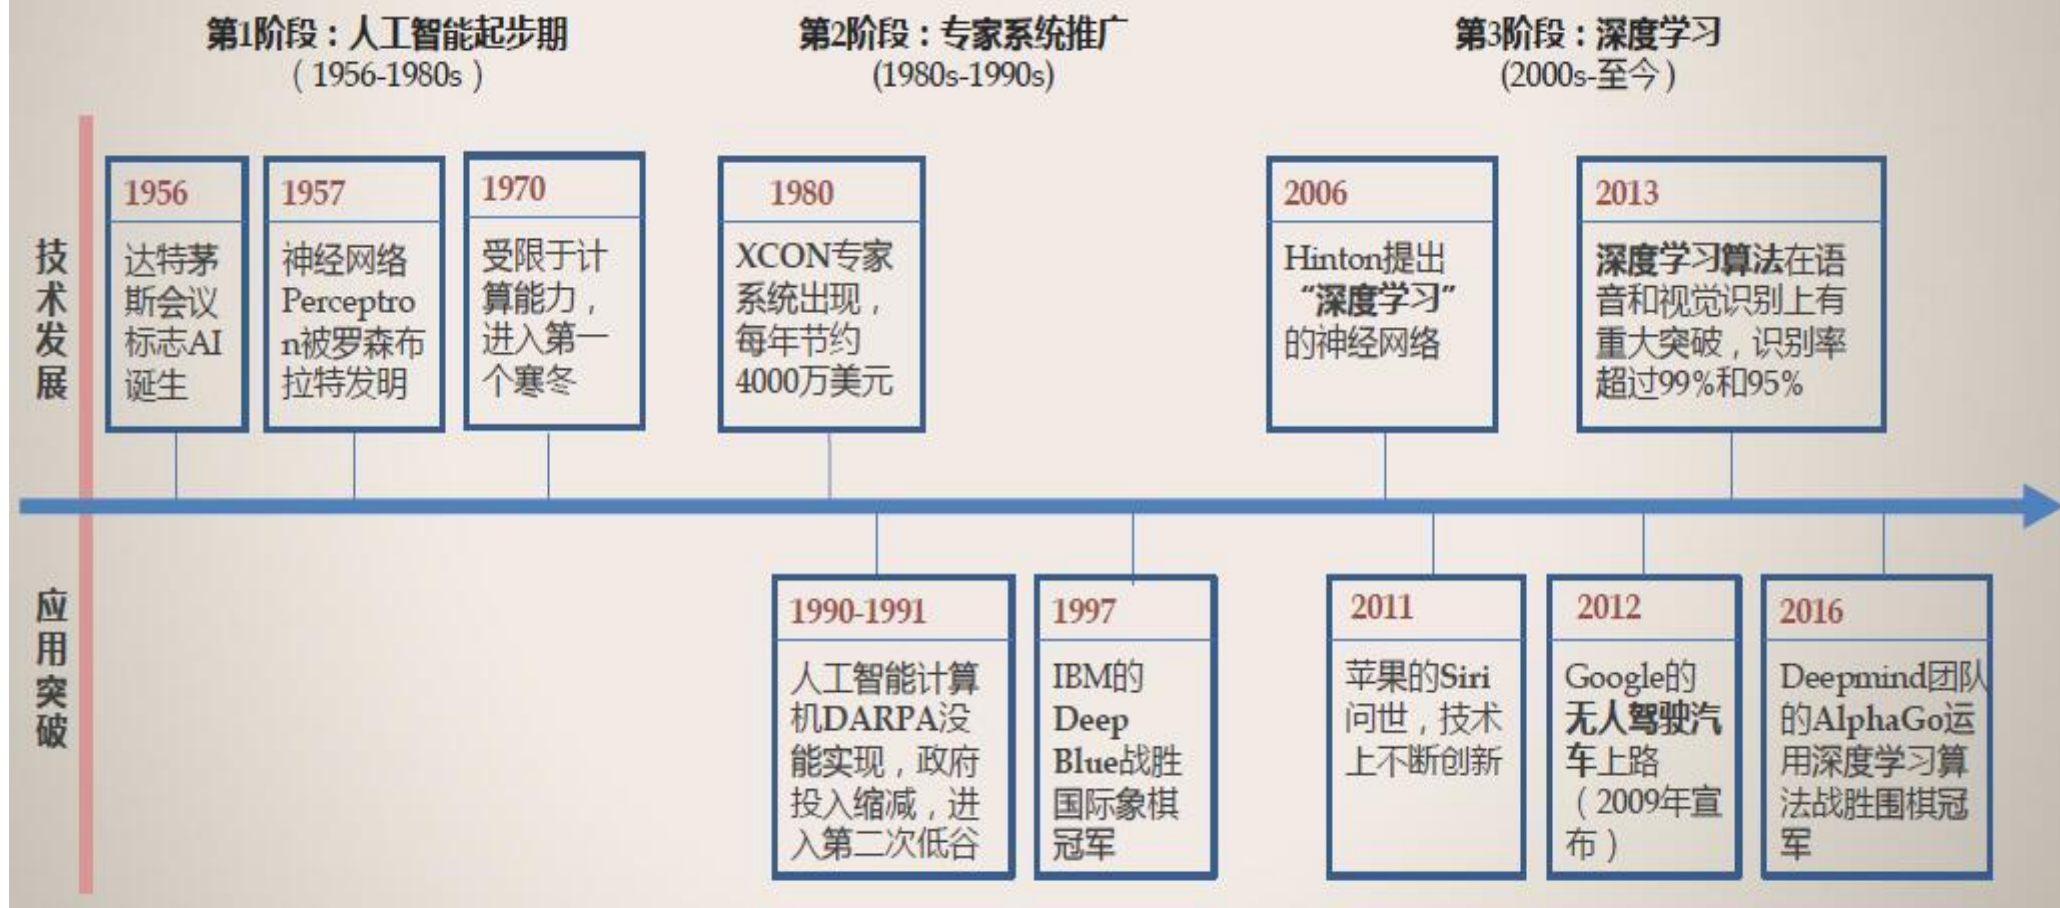 第1阶段：人工智能起步期
（1956-1980s）
第2阶段：专家系统推广
(1980s-1990s)
第3阶段：深度学习
(2000s-至今）
技术发展
1956
达特茅
斯会议
标志AI
诞生
1957
神经网络
Perceptro
n被罗森布
拉特发明
1970
受限于计
算能力，
进入第一
个寒冬
1980
XCON专家
系统出现，
每年节约
4000万美元
2006
Hinton提出
“深度学习”
的神经网络
2013
深度学习算法在语
音和视觉识别上有
重大突破，识别率
超过99%和95%
应用突破
1990-1991
人工智能计算
机DARPA没
能实现，政府
投入缩减，进
入第二次低谷
1997
IBM的
Deep
Blue战胜
国际象棋
冠军
2011
苹果的Siri
问世，技术
上不断创新
2012
Google的
无人驾驶汽
车上路
（2009年宣
布）
2016
Deepmind团队
的AlphaGo运
用深度学习算
法战胜围棋冠
军